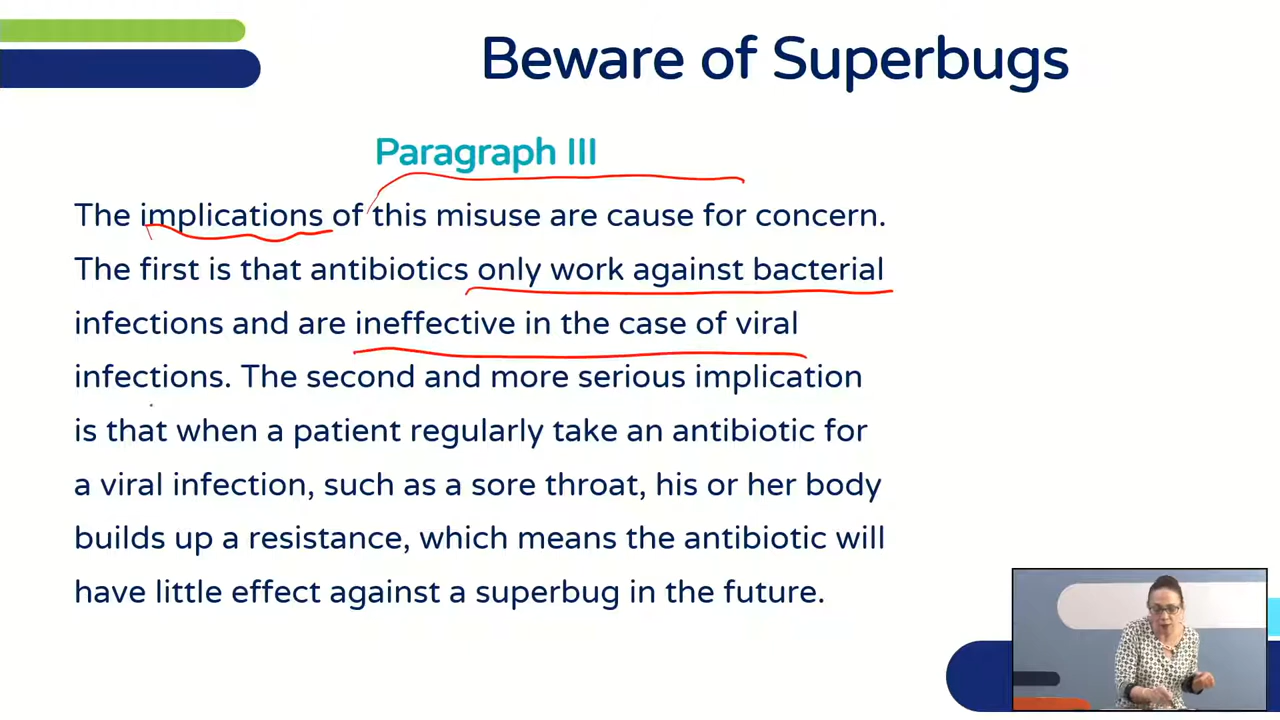 Beware of Superbugs
Paragraph III
The implications of this misuse are cause for concern.
The first is that antibiotics only work against bacterial
infections and are ineffective in the case of viral
infections. The second and more serious implication
is that when a patient regularly take an antibiotic for
a viral infection, such as a sore throat, his or her body
builds up a resistance, which means the antibiotic will
have little effect against a superbug in the future.